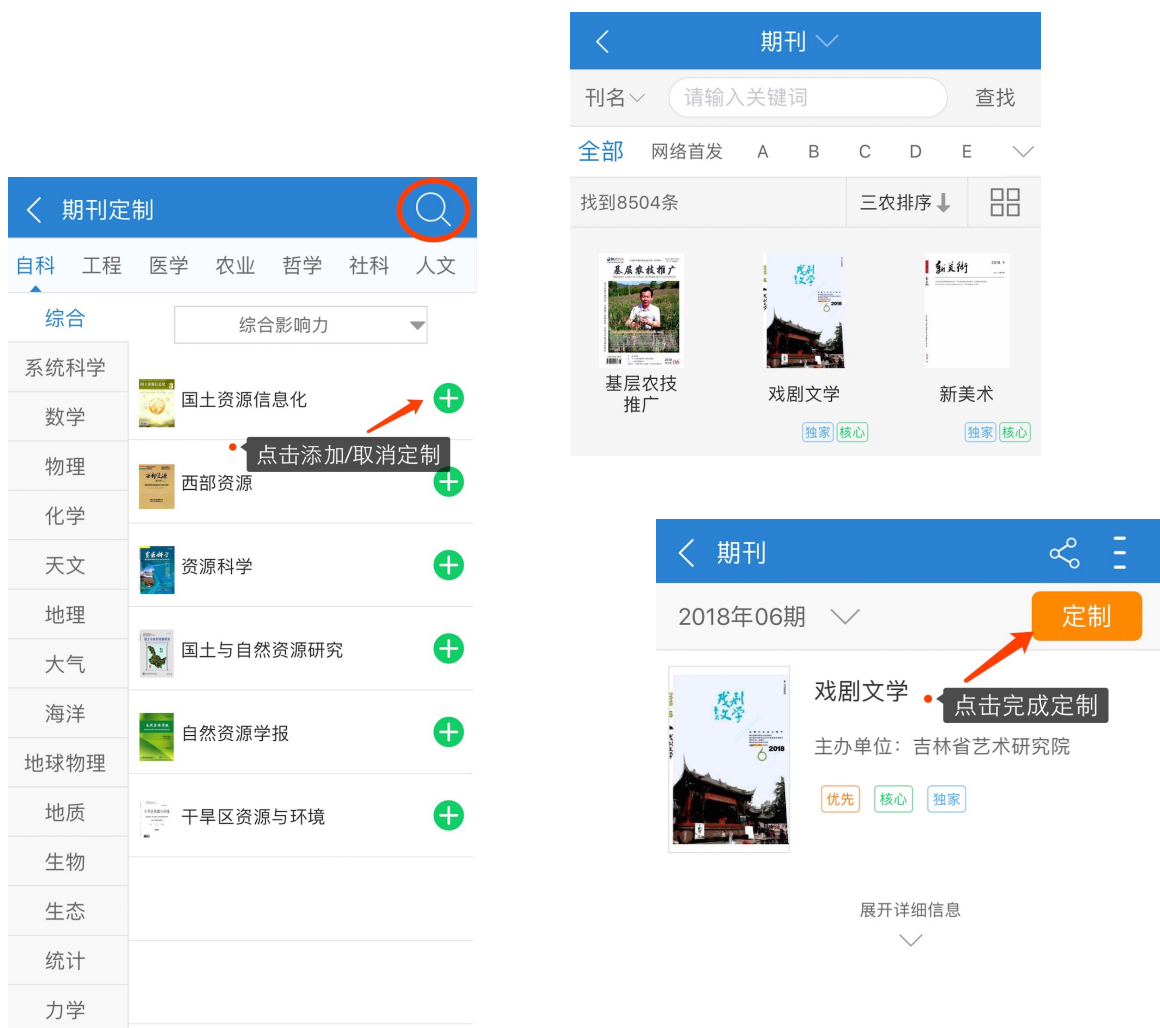 期刊定制
自科 工程 医学 农业 哲学 社科 人文
综合
系统科学
数学
物理
化学
天文
地理
大气
海洋
地球物理
地质
生物
生态
统计
力学
综合影响力
国土资源信息化
点击添加/取消定制
西部资源
资源科学
国土与自然资源研究
自然资源学报
干旱区资源与环境
期刊
刊名 请输入关键词 查找
全部 网络首发 A B C D E
找到8504条 三农排序
基层农技推广
戏剧文学
6 2018
新美術
基层农技
推广
戏剧文学
新美术
独家 核心
独家 核心
期刊
2018年06期 定制
戏剧文学
6 2018
戏剧文学
点击完成定制
主办单位：吉林省艺术研究院
优先 核心 独家
展开详细信息